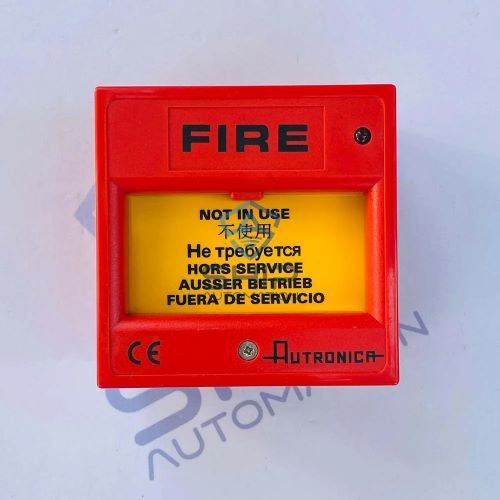 FIRE
NOT IN USE
不使用
Не требуется
HORS SERVICE
AUSSER BETRIEB
FUERA DE SERVICIO
CE
AUTRONICA
AUTOMATION